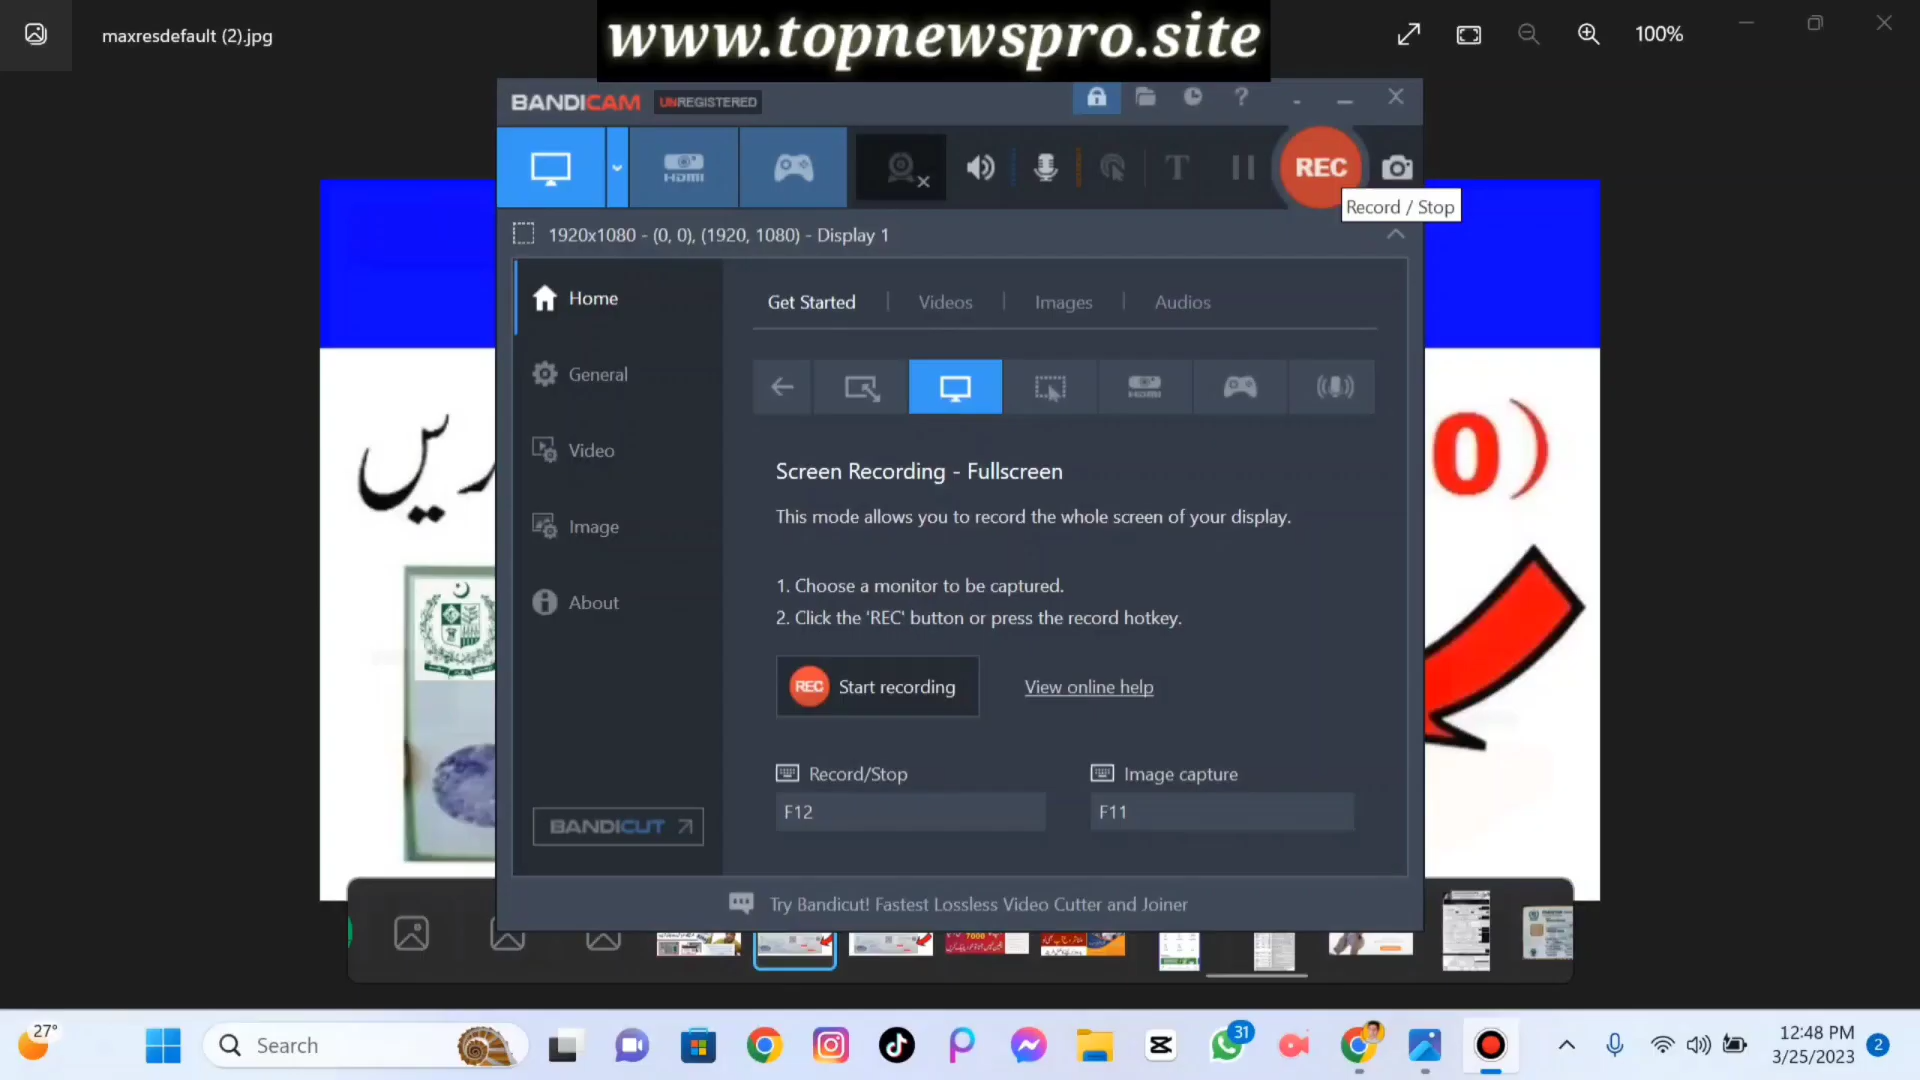 maxresdefault (2).jpg
www.topnewspro.site
100%
BANDICAM UNREGISTERED
?
HDMI
T
REC
Record / Stop
1920x1080 - (0, 0), (1920, 1080) - Display 1
Home
General
Video
Image
About
BANDICUT
Get Started
Videos
Images
Audios
HDMI
Screen Recording - Fullscreen
This mode allows you to record the whole screen of your display.
1. Choose a monitor to be captured.
2. Click the 'REC' button or press the record hotkey.
REC Start recording
View online help
Record/Stop
F12
Image capture
F11
Try Bandicut! Fastest Lossless Video Cutter and Joiner
0)
7000
27°
Search
31
12:48 PM
3/25/2023
2